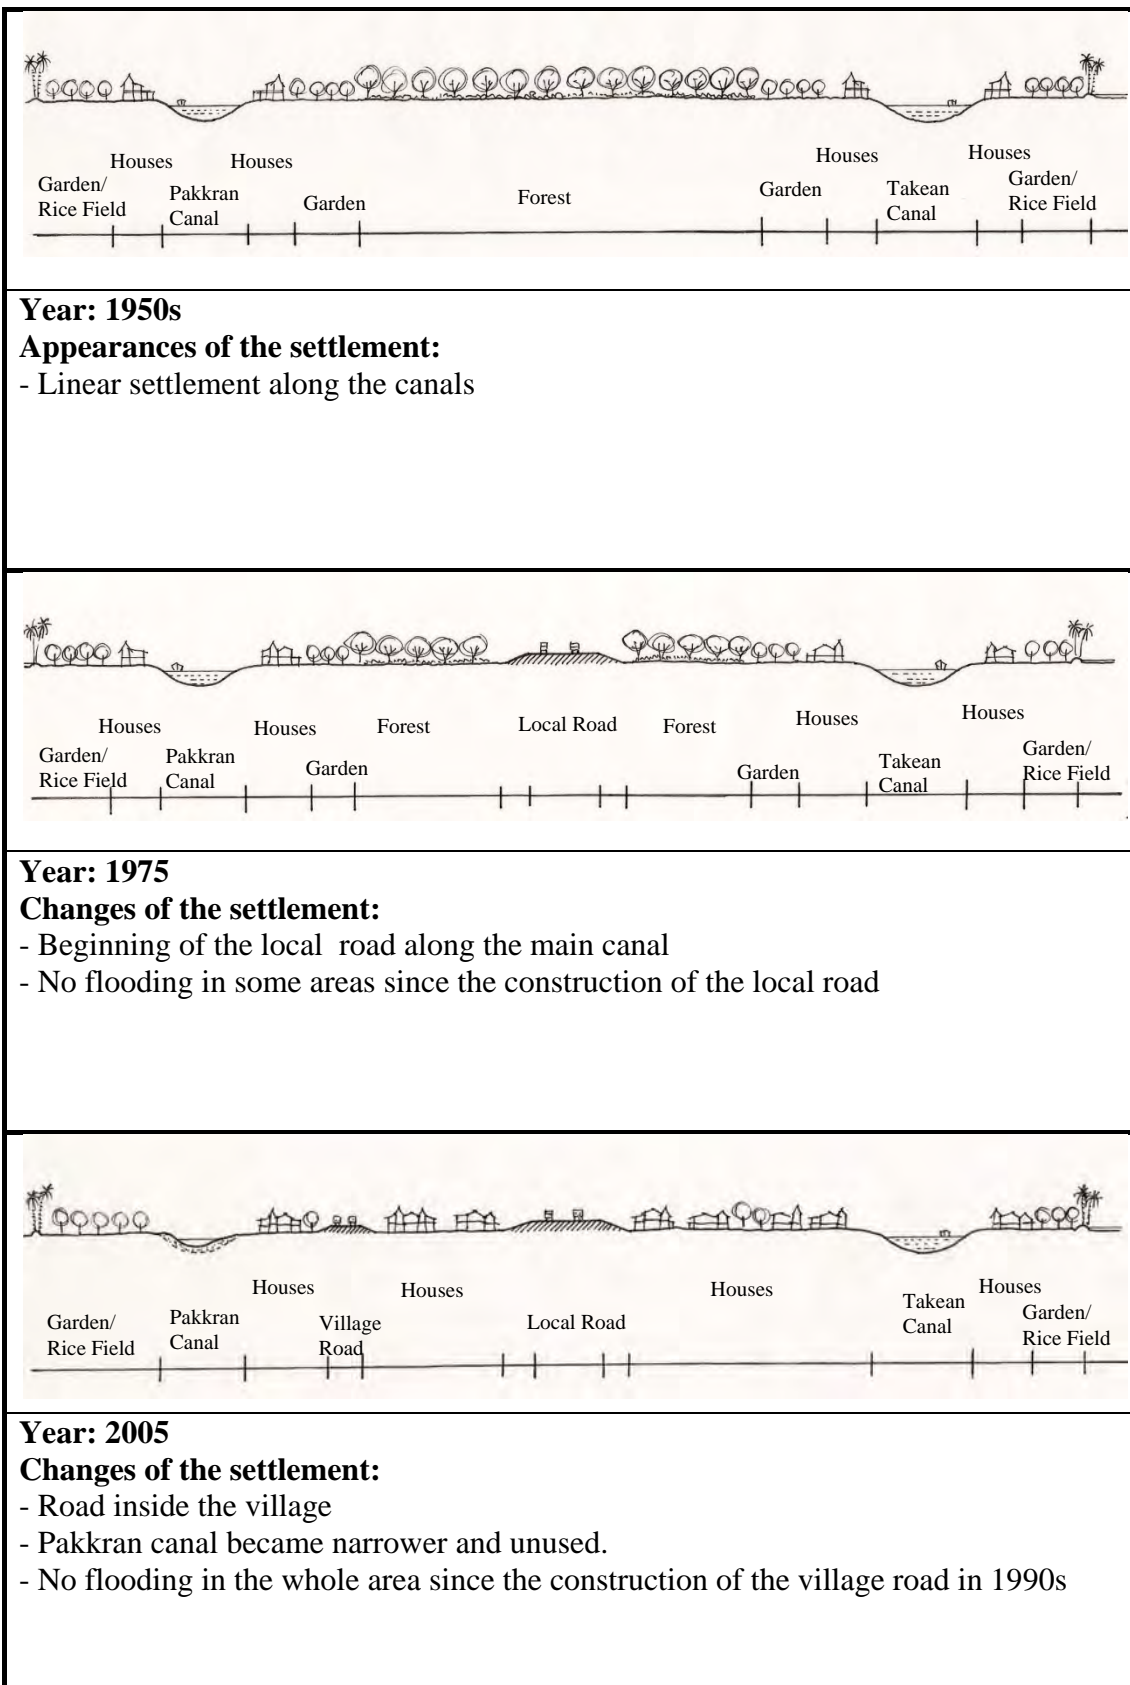 Houses Houses Houses Houses
Garden/ Rice Field Pakkran Canal Garden Forest Garden Takean Canal Garden/ Rice Field
Year: 1950s
Appearances of the settlement:
- Linear settlement along the canals
Houses Houses Forest Local Road Forest Houses Houses
Garden/ Rice Field Pakkran Canal Garden Garden Takean Canal Garden/ Rice Field
Year: 1975
Changes of the settlement:
- Beginning of the local road along the main canal
- No flooding in some areas since the construction of the local road
Houses Houses Houses Houses
Garden/ Rice Field Pakkran Canal Village Road Local Road Takean Canal Garden/ Rice Field
Year: 2005
Changes of the settlement:
- Road inside the village
- Pakkran canal became narrower and unused.
- No flooding in the whole area since the construction of the village road in 1990s